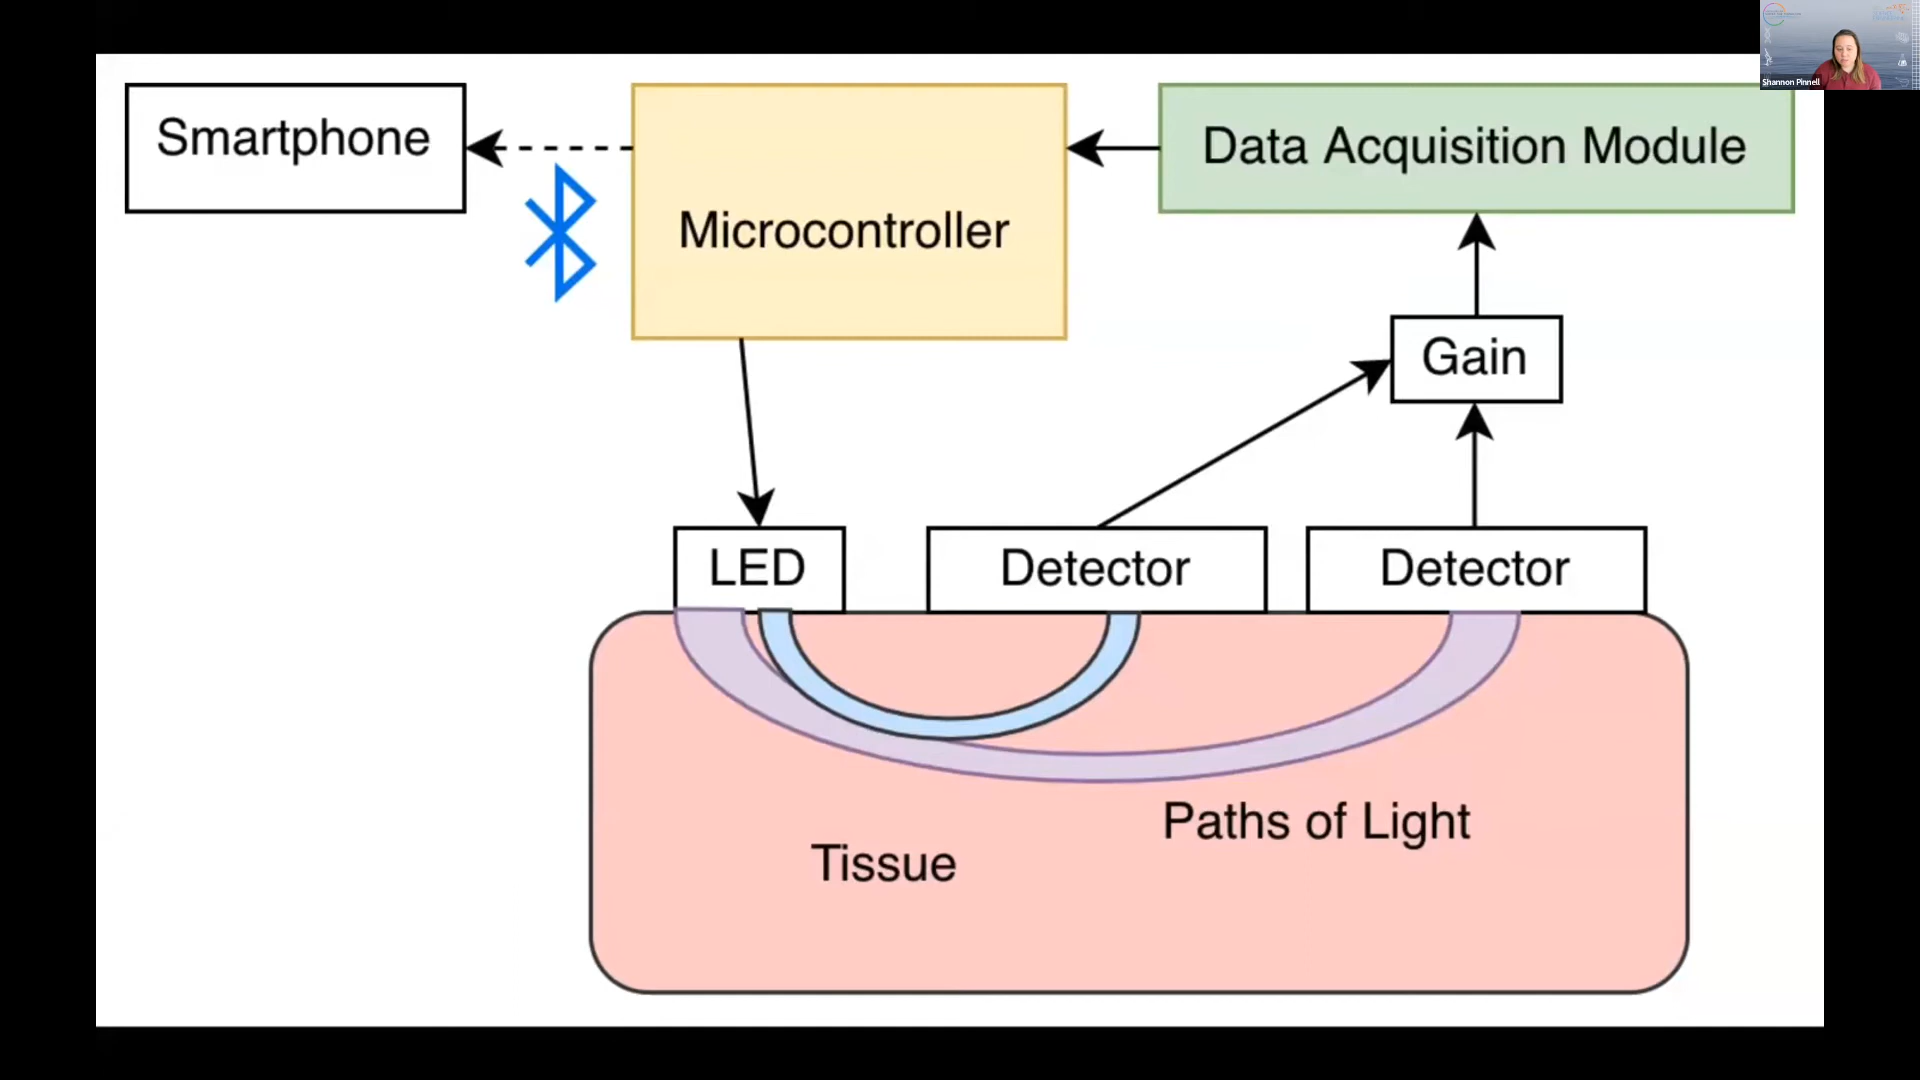 Smartphone
Microcontroller
Data Acquisition Module
Shannon Pinnell
Gain
LED
Detector
Detector
Paths of Light
Tissue